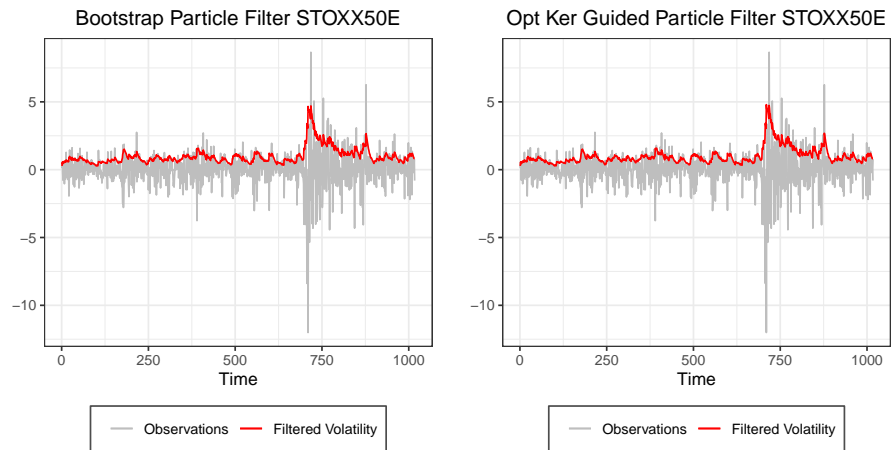 Bootstrap Particle Filter STOXX50E
5
0
−5
−10
0 250 500 750 1000
Time
Observations Filtered Volatility
Opt Ker Guided Particle Filter STOXX50E
5
0
−5
−10
0 250 500 750 1000
Time
Observations Filtered Volatility